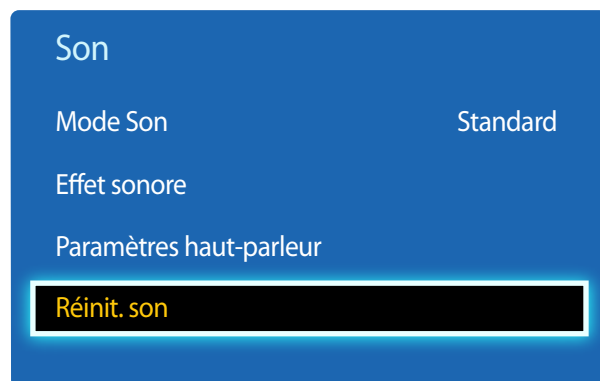 Son
Mode Son Standard
Effet sonore
Paramètres haut-parleur
Réinit. son